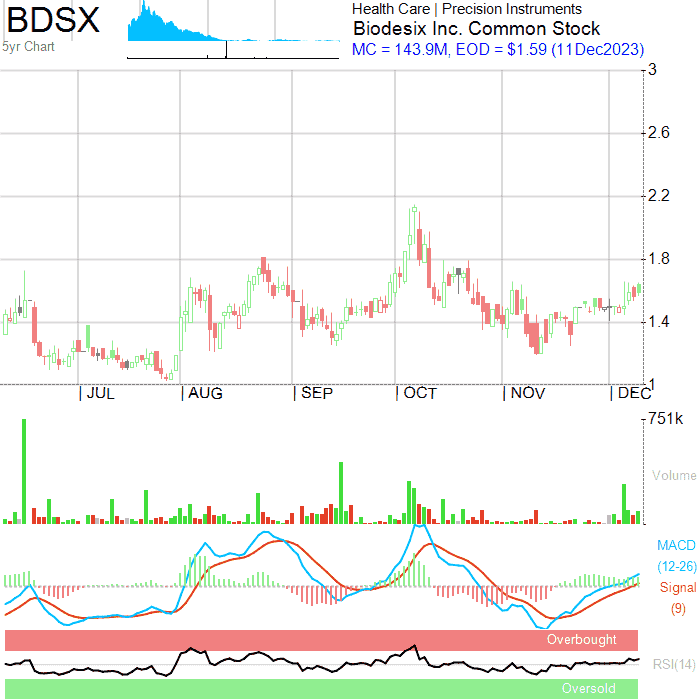 BDSX
5yr Chart
Health Care | Precision Instruments
Biodesix Inc. Common Stock
MC = 143.9M, EOD = $1.59 (11Dec2023)
3
2.6
2.2
1.8
1.4
1
| JUL | AUG | SEP | OCT | NOV | DEC
751k
Volume
MACD
(12-26)
Signal
(9)
Overbought
RSI(14)
Oversold